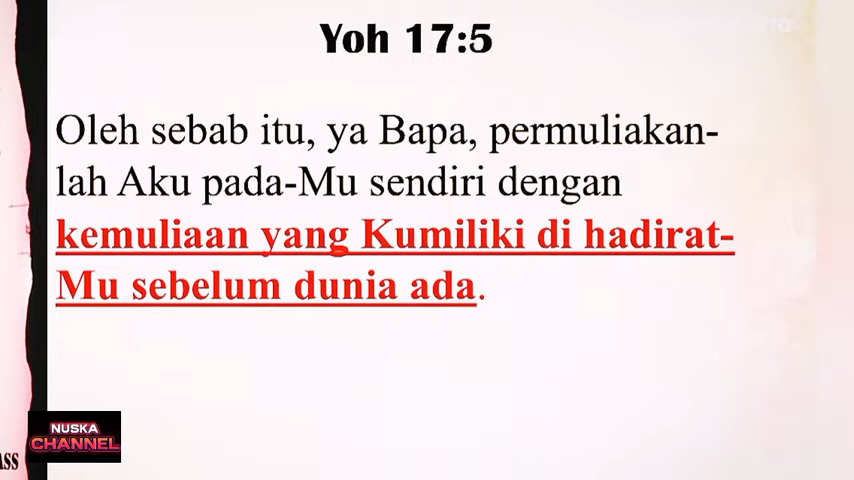 Yoh 17:5
Oleh sebab itu, ya Bapa, permuliakan-
lah Aku pada-Mu sendiri dengan
kemuliaan yang Kumiliki di hadirat-
Mu sebelum dunia ada.
NUSKA
CHANNEL